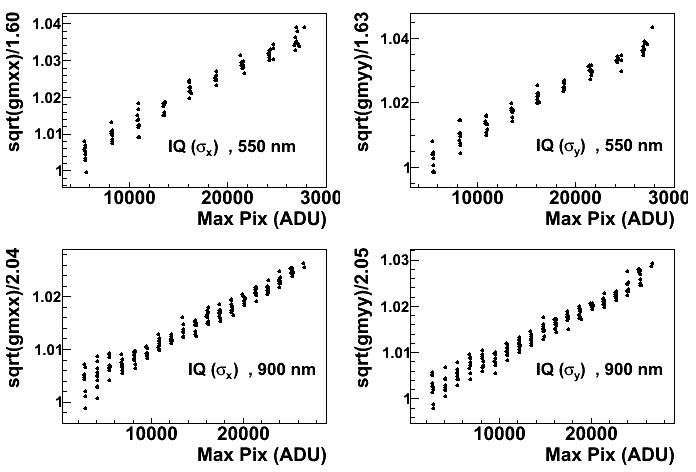 sqrt(gmxx)/1.60
1.04
1.03
1.02
1.01
1
IQ (σx) , 550 nm
10000
20000
3000
Max Pix (ADU)
sqrt(gmyy)/1.63
1.04
1.02
1
IQ (σy) , 550 nm
10000
20000
3000
Max Pix (ADU)
sqrt(gmxx)/2.04
1.02
1.01
1
IQ (σx) , 900 nm
10000
20000
Max Pix (ADU)
sqrt(gmyy)/2.05
1.03
1.02
1.01
1
IQ (σy) , 900 nm
10000
20000
Max Pix (ADU)